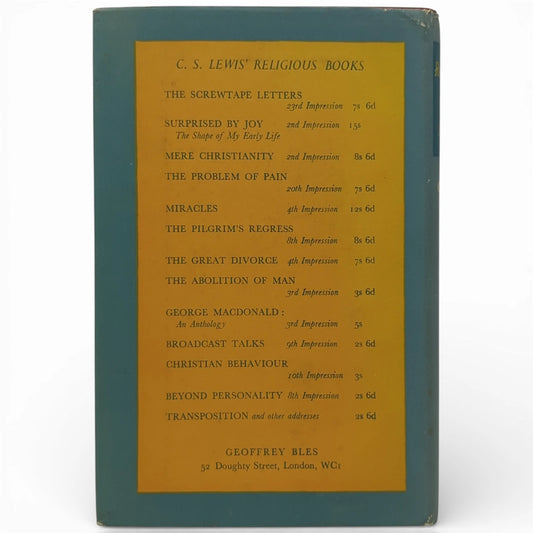 C. S. LEWIS' RELIGIOUS BOOKS
THE SCREWTAPE LETTERS
23rd Impression 7s 6d
SURPRISED BY JOY 2nd Impression 15s
The Shape of My Early Life
MERE CHRISTIANITY 2nd Impression 8s 6d
THE PROBLEM OF PAIN
20th Impression 7s 6d
MIRACLES 4th Impression 12s 6d
THE PILGRIM'S REGRESS
8th Impression 8s 6d
THE GREAT DIVORCE 4th Impression 7s 6d
THE ABOLITION OF MAN
3rd Impression 3s 6d
GEORGE MACDONALD:
An Anthology 3rd Impression 5s
BROADCAST TALKS 9th Impression 2s 6d
CHRISTIAN BEHAVIOUR
10th Impression 3s
BEYOND PERSONALITY 8th Impression 2s 6d
TRANSPOSITION and other addresses 2s 6d
GEOFFREY BLES
52 Doughty Street, London, WC1